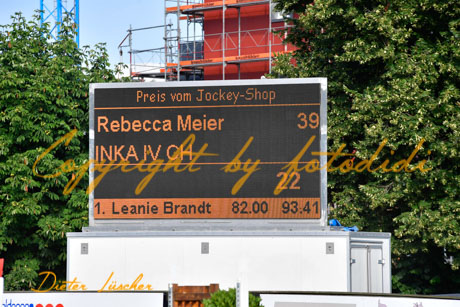 Preis vom Jockey-Shop
Rebecca Meier 39
INKA IV CH
22
1. Leanie Brandt 82.00 93.41
Copyright by fotodidi
Dieter Lüscher